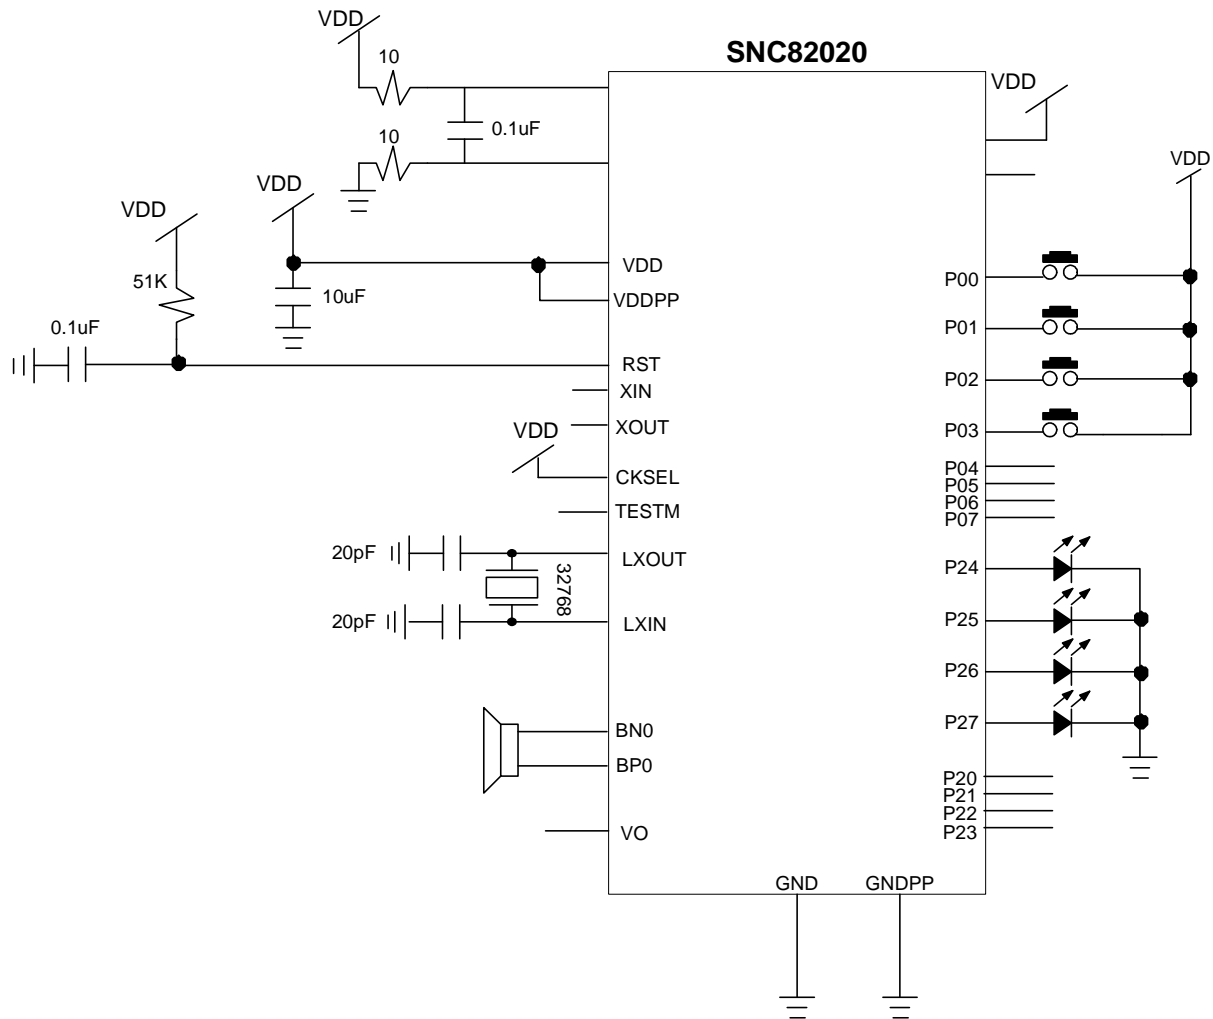 VDD
SNC82020
10
VDD
0.1uF
10
VDD
VDD
VDD
VDD
P00
51K
10uF
VDDPP
0.1uF
P01
RST
XIN
P02
XOUT
P03
VDD
CKSEL
P04
P05
P06
P07
TESTM
20pF
LXOUT
32768
P24
20pF
LXIN
P25
P26
BN0
P27
BP0
P20
P21
P22
P23
VO
GND
GNDPP